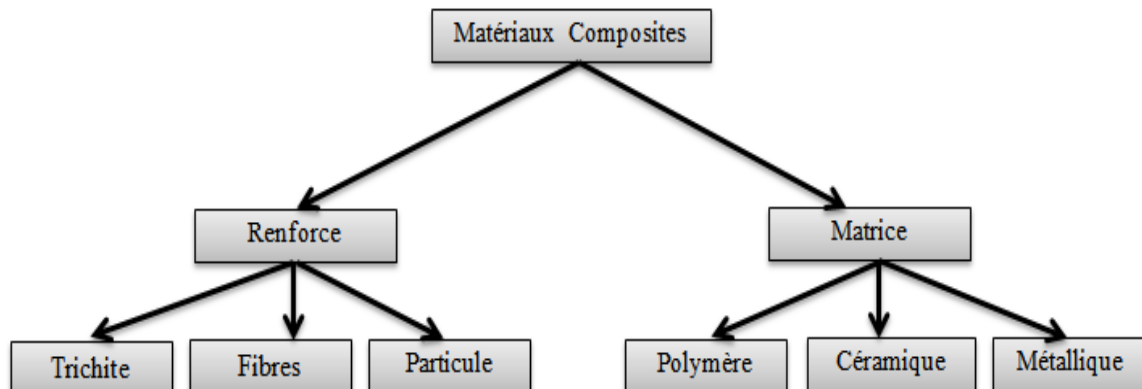 Matériaux Composites
Renforce
Matrice
Trichite
Fibres
Particule
Polymère
Céramique
Métallique